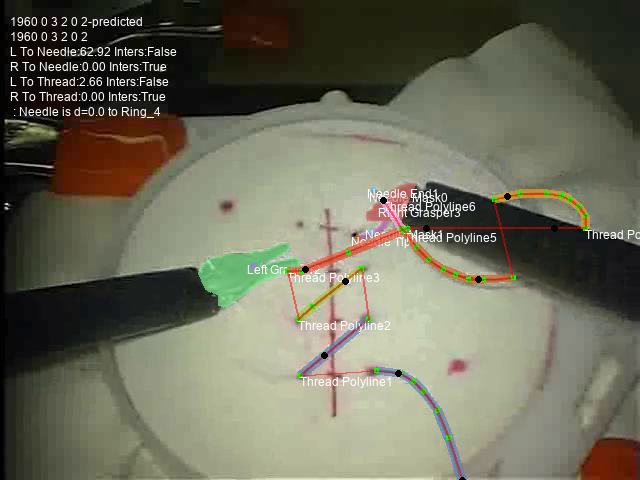 1960 0 3 2 0 2-predicted
1960 0 3 2 0 2
L To Needle:62.92 Inters:False
R To Needle:0.00 Inters:True
L To Thread:2.66 Inters:False
R To Thread:0.00 Inters:True
: Needle is d=0.0 to Ring_4
Needle End1
Mask0
Thread Polyline6
Right Grasper3
Mask1
Thread Polyline5
Needle Tip
Thread Po
Left Gr
Thread Polyline3
Thread Polyline2
Thread Polyline1